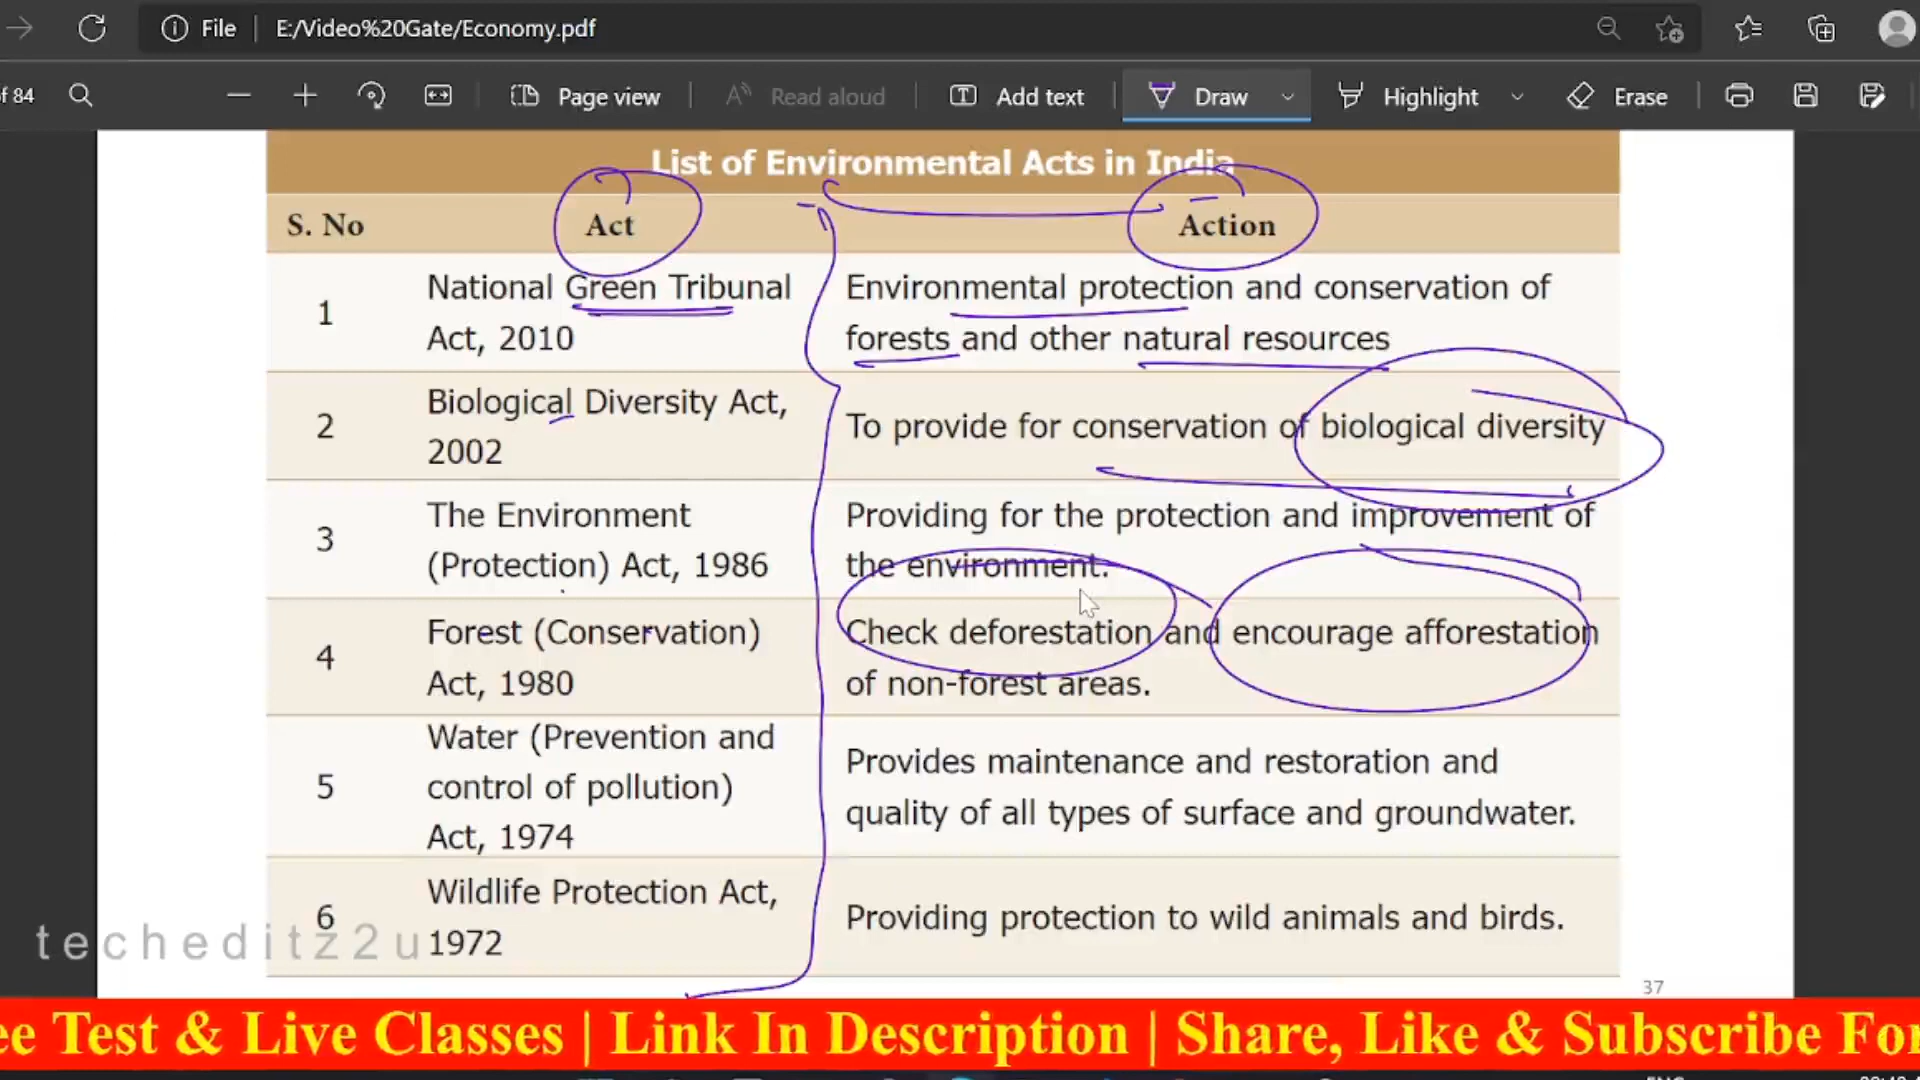 File E:/Video%20Gate/Economy.pdf
of 84 Page view Read aloud Add text Draw Highlight Erase
List of Environmental Acts in India
S. No Act Action
1 National Green Tribunal Act, 2010
Environmental protection and conservation of
forests and other natural resources
2 Biological Diversity Act,
2002
To provide for conservation of biological diversity
3 The Environment
(Protection) Act, 1986
Providing for the protection and improvement of
the environment.
4 Forest (Conservation)
Act, 1980
Check deforestation and encourage afforestation
of non-forest areas.
5 Water (Prevention and
control of pollution)
Act, 1974
Provides maintenance and restoration and
quality of all types of surface and groundwater.
6 Wildlife Protection Act,
1972
Providing protection to wild animals and birds.
techeditz2u
37
ee Test & Live Classes | Link In Description | Share, Like & Subscribe For